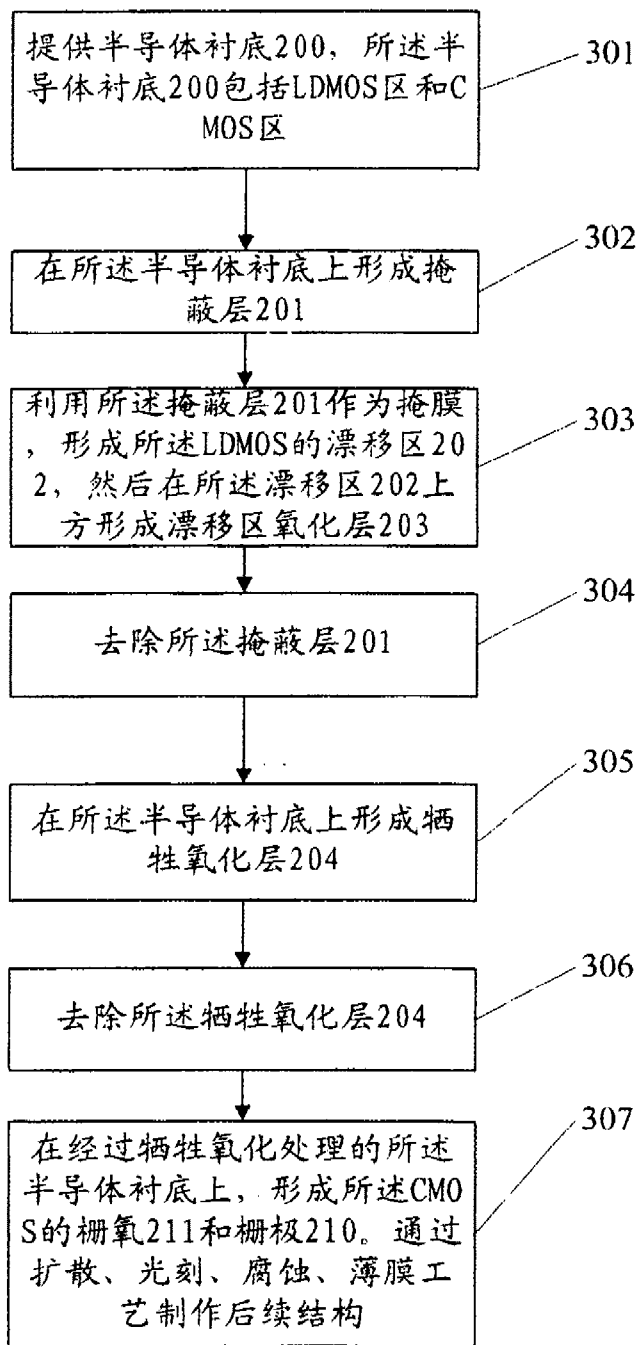 提供半导体衬底200，所述半
导体衬底200包括LDMOS区和C
MOS区
301
在所述半导体衬底上形成掩
蔽层201
302
利用所述掩蔽层201作为掩膜
，形成所述LDMOS的漂移区20
2，然后在所述漂移区202上
方形成漂移区氧化层203
303
去除所述掩蔽层201
304
在所述半导体衬底上形成牺
牲氧化层204
305
去除所述牺牲氧化层204
306
在经过牺牲氧化处理的所述
半导体衬底上，形成所述CMO
S的栅氧211和栅极210。通过
扩散、光刻、腐蚀、薄膜工
艺制作后续结构
307